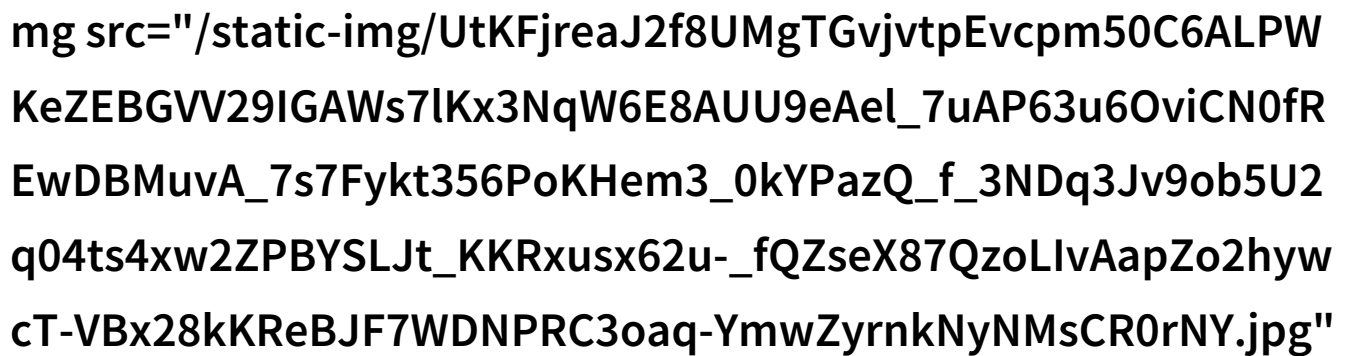 mg src="/static-img/UtKFjreaJ2f8UMgTGvjvtpEvcpm50C6ALPW
KeZEBGVV29IGAWs7lKx3NqW6E8AUU9eAel_7uAP63u6OviCN0fR
EwDBMuvA_7s7Fykt356PoKHem3_0kYPazQ_f_3NDq3Jv9ob5U2
q04ts4xw2ZPBYSLJt_KKRxusx62u-_fQZseX87QzoLIvAapZo2hyw
cT-VBx28kKReBJF7WDNPRC3oaq-YmwZyrnkNyNMsCR0rNY.jpg"